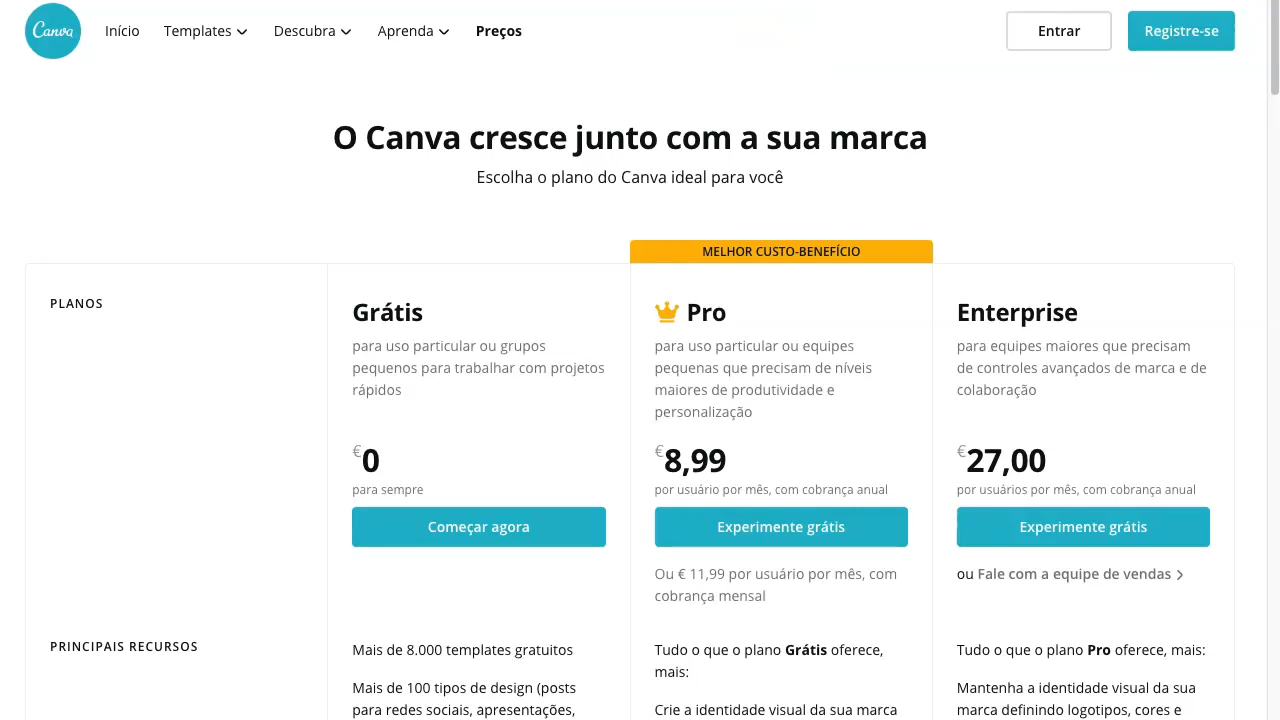 Canva
Início
Templates
Descubra
Aprenda
Preços
Entrar
Registre-se
O Canva cresce junto com a sua marca
Escolha o plano do Canva ideal para você
MELHOR CUSTO-BENEFÍCIO
PLANOS
Grátis
para uso particular ou grupos
pequenos para trabalhar com projetos
rápidos
€0
para sempre
Começar agora
Pro
para uso particular ou equipes
pequenas que precisam de níveis
maiores de produtividade e
personalização
€8,99
por usuário por mês, com cobrança anual
Experimente grátis
Ou € 11,99 por usuário por mês, com
cobrança mensal
Enterprise
para equipes maiores que precisam
de controles avançados de marca e de
colaboração
€27,00
por usuários por mês, com cobrança anual
Experimente grátis
ou Fale com a equipe de vendas
PRINCIPAIS RECURSOS
Mais de 8.000 templates gratuitos
Mais de 100 tipos de design (posts
para redes sociais, apresentações,
Tudo o que o plano Grátis oferece,
mais:
Crie a identidade visual da sua marca
Tudo o que o plano Pro oferece, mais:
Mantenha a identidade visual da sua
marca definindo logotipos, cores e